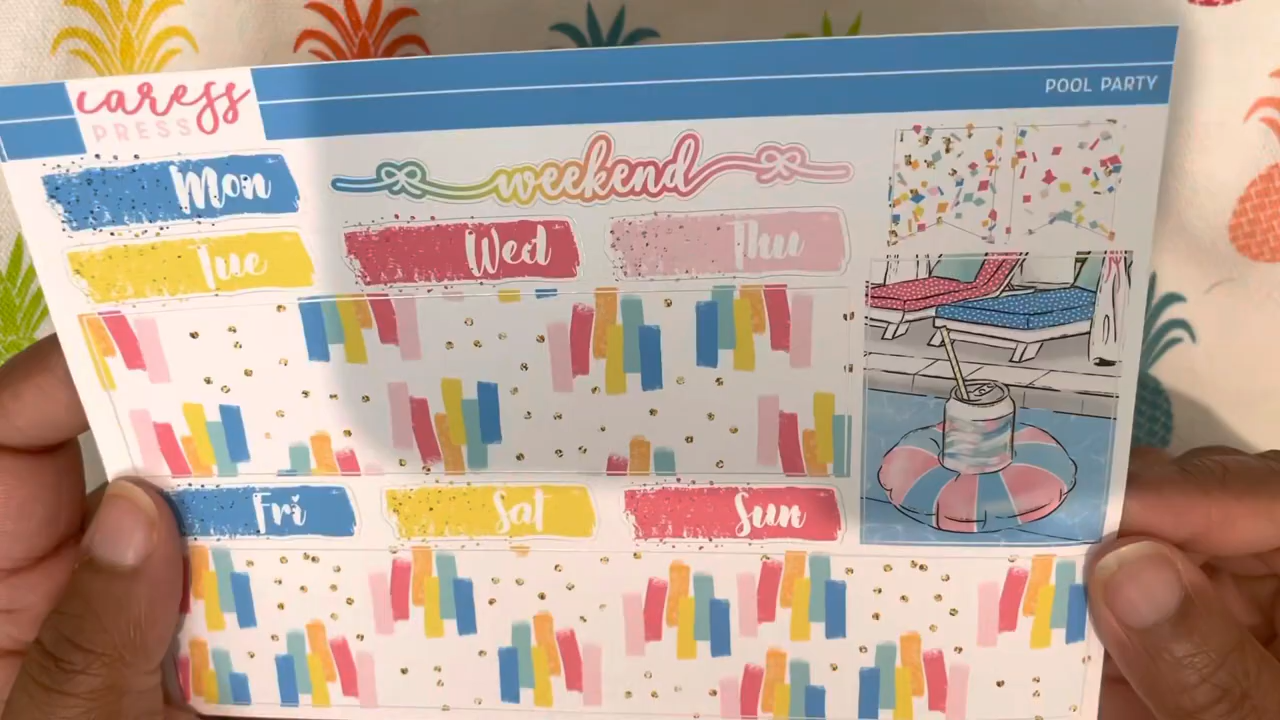 caress
PRESS
POOL PARTY
Mon
weekend
Tue
Wed
Thu
Fri
Sat
Sun